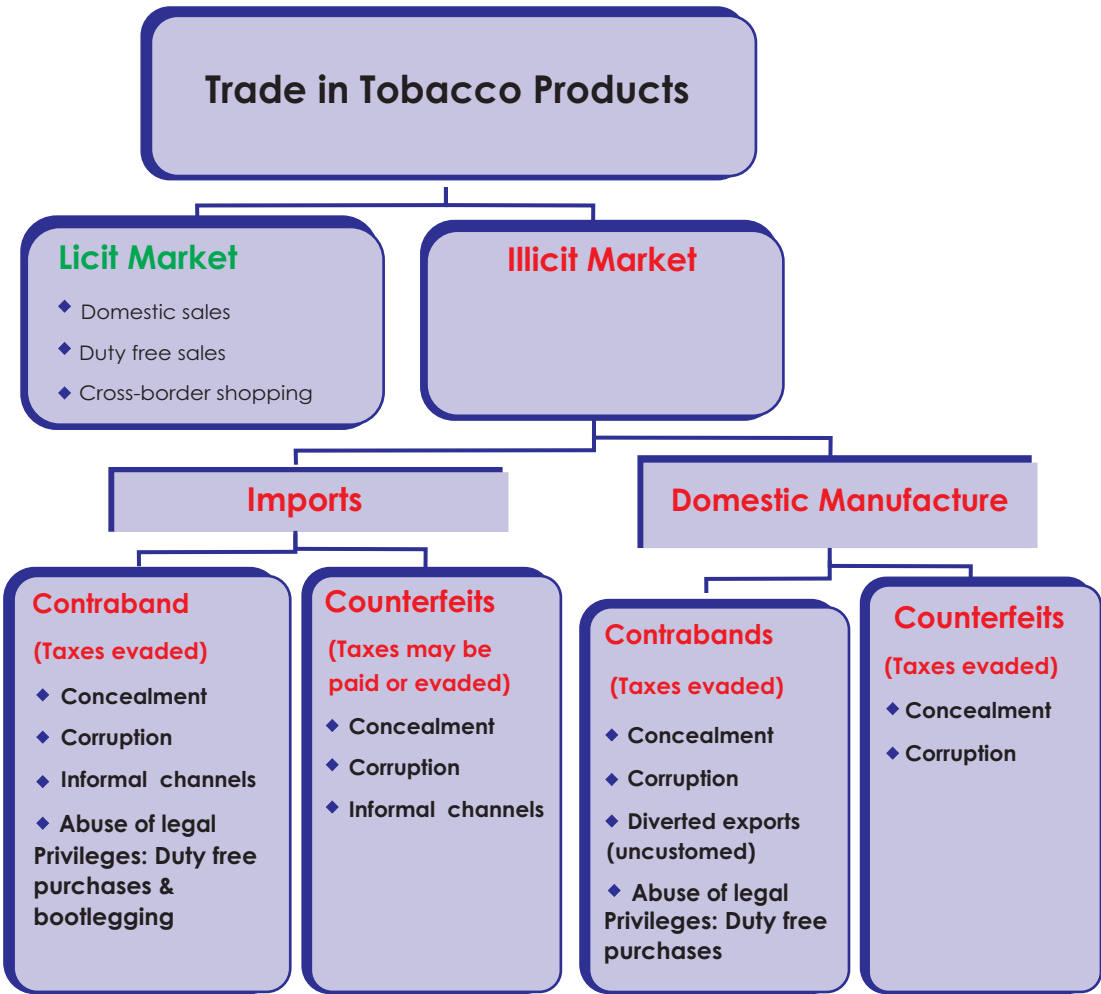 Trade in Tobacco Products
Licit Market
Domestic sales
Duty free sales
Cross-border shopping
Illicit Market
Imports
Domestic Manufacture
Contraband
(Taxes evaded)
Concealment
Corruption
Informal channels
Abuse of legal
Privileges: Duty free
purchases &
bootlegging
Counterfeits
(Taxes may be
paid or evaded)
Concealment
Corruption
Informal channels
Contrabands
(Taxes evaded)
Concealment
Corruption
Diverted exports
(uncustomed)
Abuse of legal
Privileges: Duty free
purchases
Counterfeits
(Taxes evaded)
Concealment
Corruption